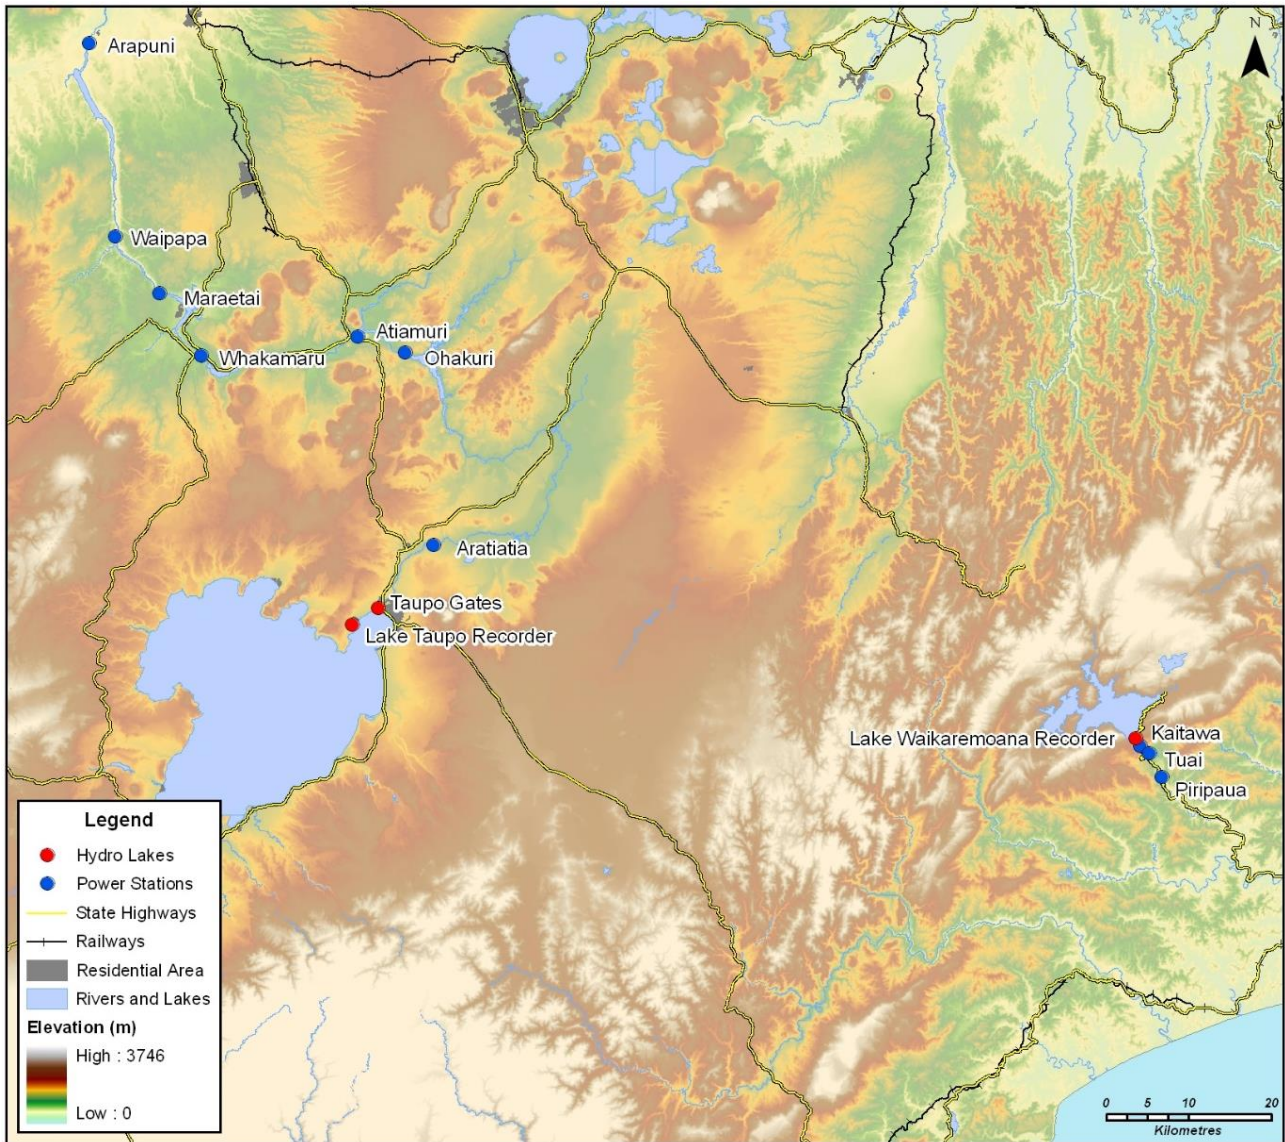 N
Arapuni
Waipapa
Maraetai
Atiamuri
Whakamaru
Ohakuri
Aratiatia
Taupo Gates
Lake Taupo Recorder
Lake Waikaremoana Recorder
Kaitawa
Tuai
Piripaua
Legend
Hydro Lakes
Power Stations
State Highways
Railways
Residential Area
Rivers and Lakes
Elevation (m)
High : 3746
Low : 0
0 5 10 20
Kilometres